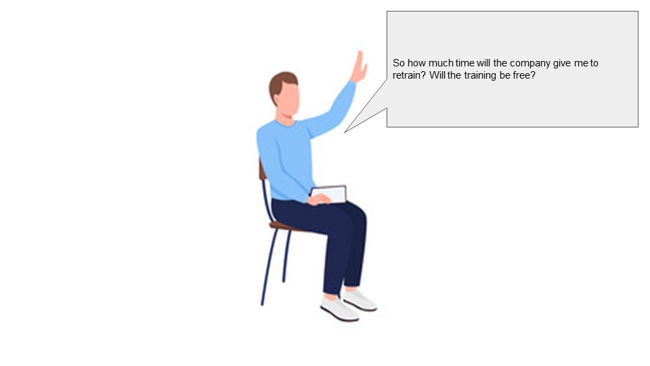 So how much time will the company give me to
retrain? Will the training be free?